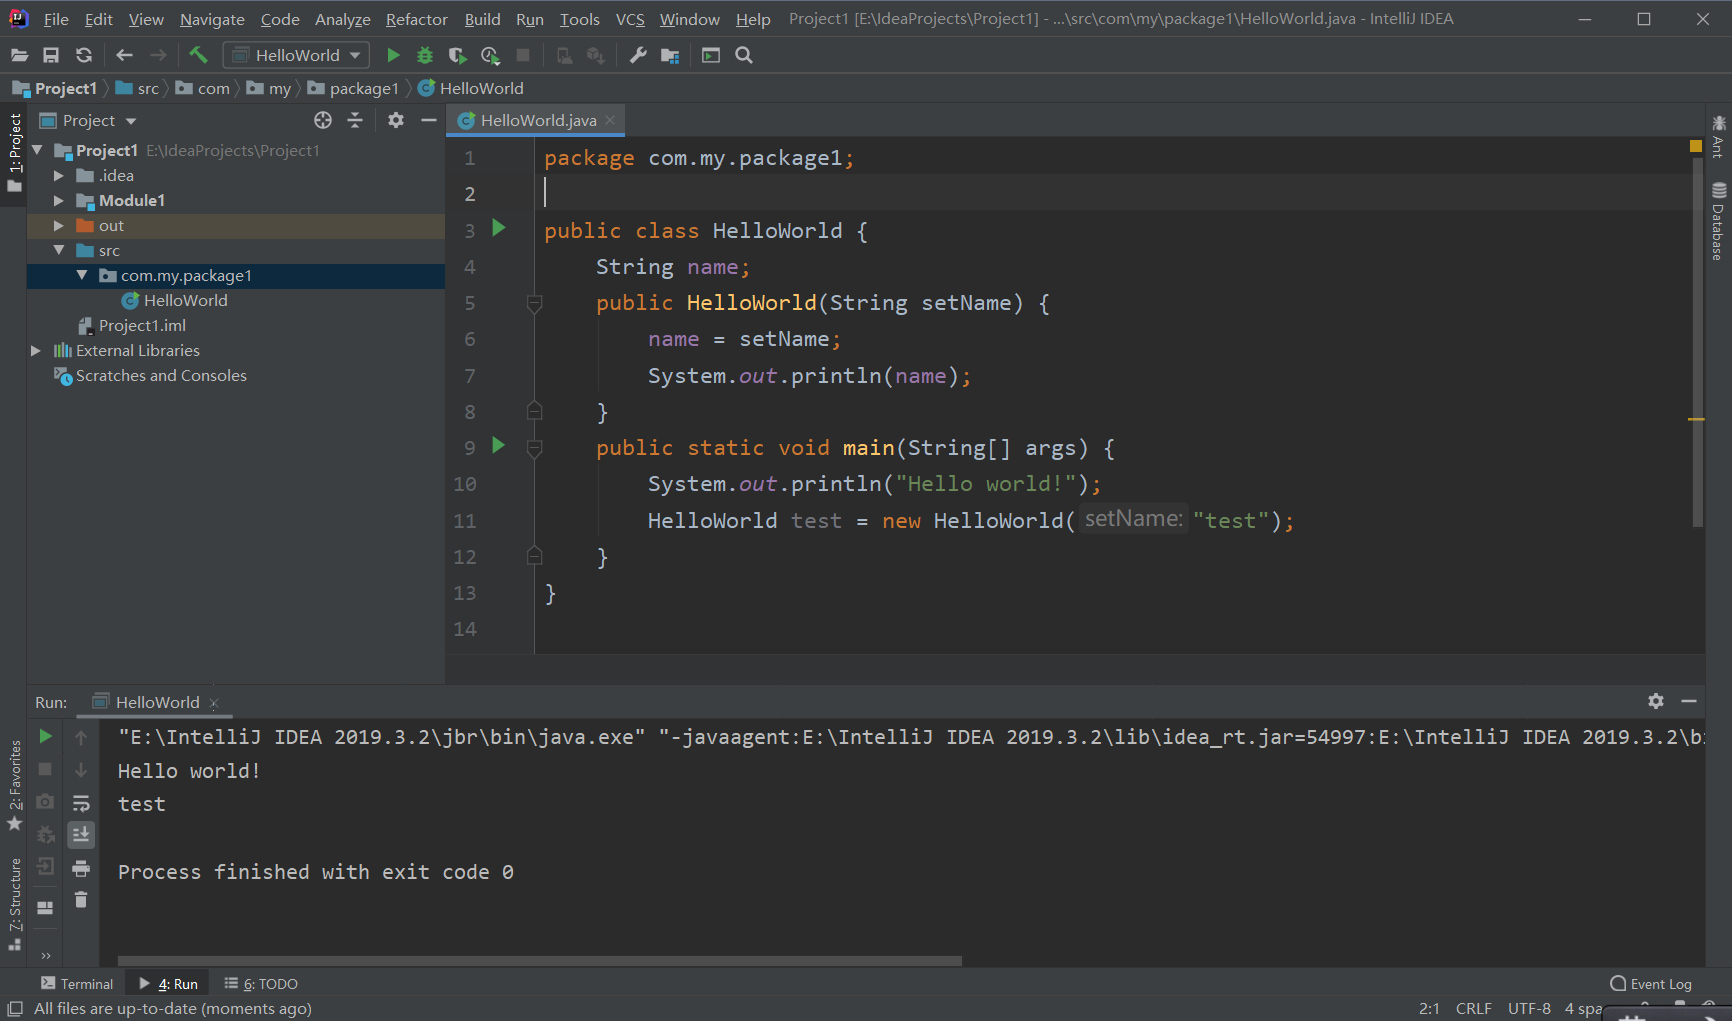 File Edit View Navigate Code Analyze Refactor Build Run Tools VCS Window Help Project1 [E:\IdeaProjects\Project1] - ...\src\com\my\package1\HelloWorld.java - IntelliJ IDEA
HelloWorld
Project1 src com my package1 HelloWorld
1: Project
Project
HelloWorld.java
Project1 E:\IdeaProjects\Project1
.idea
Module1
out
src
com.my.package1
HelloWorld
Project1.iml
External Libraries
Scratches and Consoles
1 package com.my.package1;
2
3 public class HelloWorld {
4 String name;
5 public HelloWorld(String setName) {
6 name = setName;
7 System.out.println(name);
8 }
9 public static void main(String[] args) {
10 System.out.println("Hello world!");
11 HelloWorld test = new HelloWorld( setName: "test");
12 }
13 }
14
Ant
Database
Run: HelloWorld
"E:\IntelliJ IDEA 2019.3.2\jbr\bin\java.exe" "-javaagent:E:\IntelliJ IDEA 2019.3.2\lib\idea_rt.jar=54997:E:\IntelliJ IDEA 2019.3.2\b
Hello world!
test
Process finished with exit code 0
2: Favorites
7: Structure
Terminal 4: Run 6: TODO Event Log
All files are up-to-date (moments ago) 2:1 CRLF UTF-8 4 spa